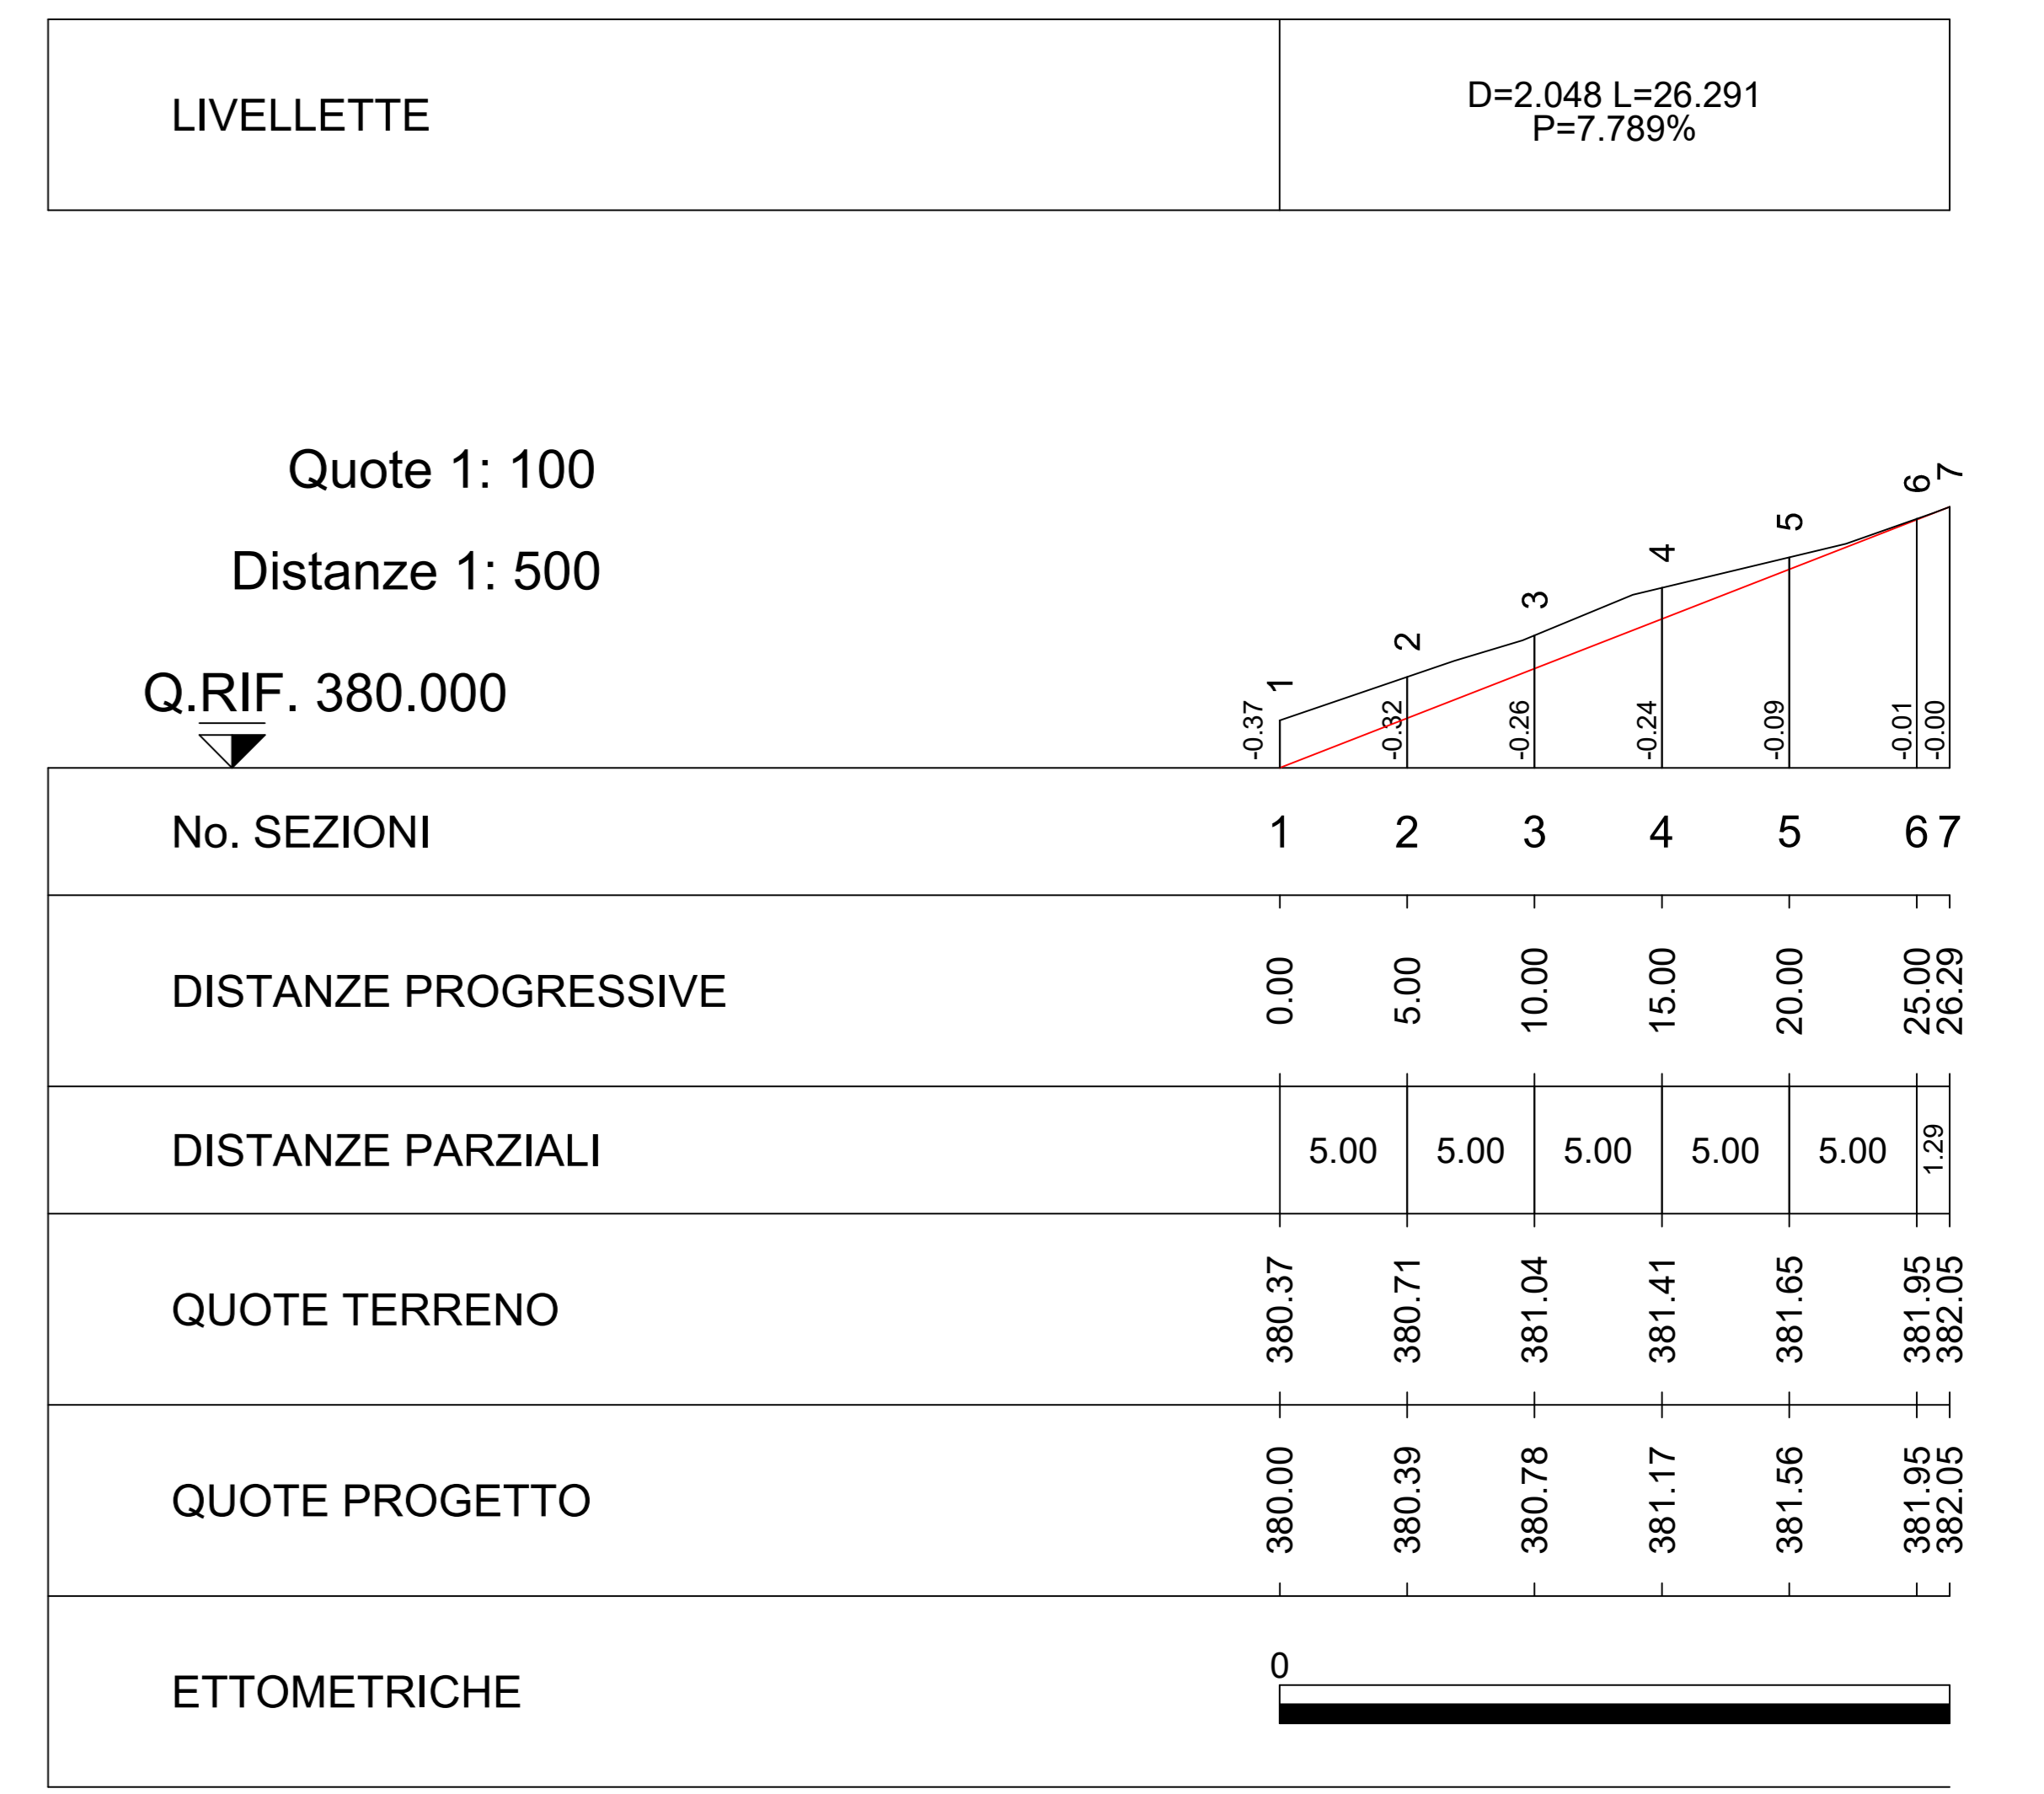 LIVELLETTE
D=2.048 L=26.291
P=7.789%
Quote 1: 100
Distanze 1: 500
Q.RIF. 380.000
1 2 3 4 5 6 7
-0.37 -0.32 -0.26 -0.24 -0.09 -0.01 -0.00
No. SEZIONI 1 2 3 4 5 6 7
DISTANZE PROGRESSIVE 0.00 5.00 10.00 15.00 20.00 25.00 26.29
DISTANZE PARZIALI 5.00 5.00 5.00 5.00 5.00 1.29
QUOTE TERRENO 380.37 380.71 381.04 381.41 381.65 381.95 382.05
QUOTE PROGETTO 380.00 380.39 380.78 381.17 381.56 381.95 382.05
ETTOMETRICHE 0